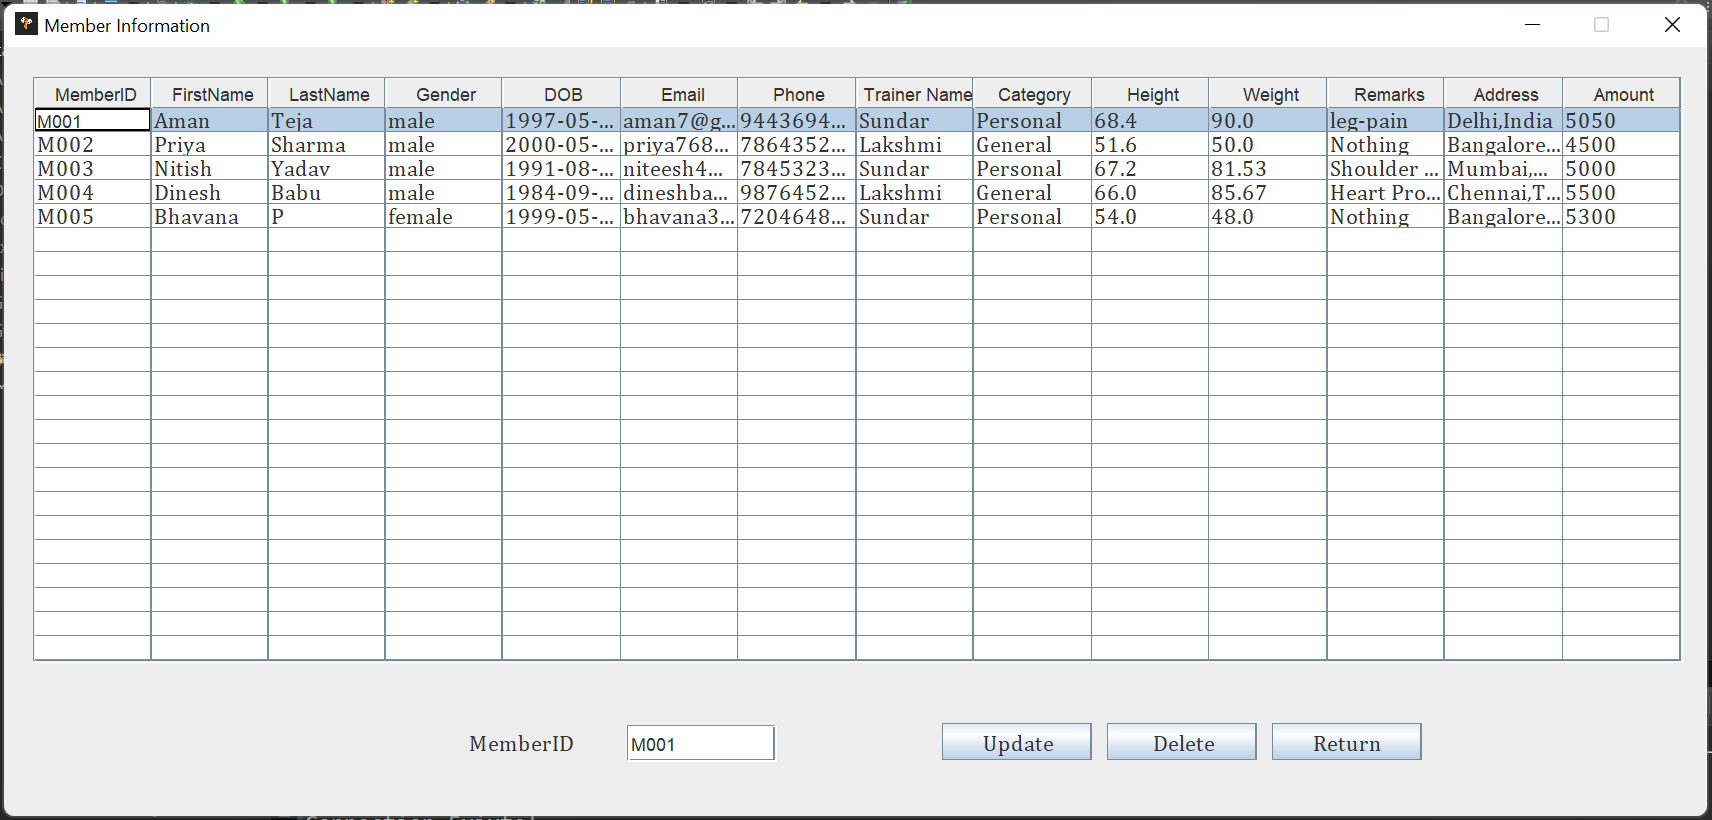 Member Information
MemberID FirstName LastName Gender DOB Email Phone Trainer Name Category Height Weight Remarks Address Amount
M001 Aman Teja male 1997-05-... aman7@g... 9443694... Sundar Personal 68.4 90.0 leg-pain Delhi,India 5050
M002 Priya Sharma male 2000-05-... priya768... 7864352... Lakshmi General 51.6 50.0 Nothing Bangalore... 4500
M003 Nitish Yadav male 1991-08-... niteesh4... 7845323... Sundar Personal 67.2 81.53 Shoulder ... Mumbai,... 5000
M004 Dinesh Babu male 1984-09-... dineshba... 9876452... Lakshmi General 66.0 85.67 Heart Pro... Chennai,T... 5500
M005 Bhavana P female 1999-05-... bhavana3... 7204648... Sundar Personal 54.0 48.0 Nothing Bangalore... 5300
MemberID M001 Update Delete Return